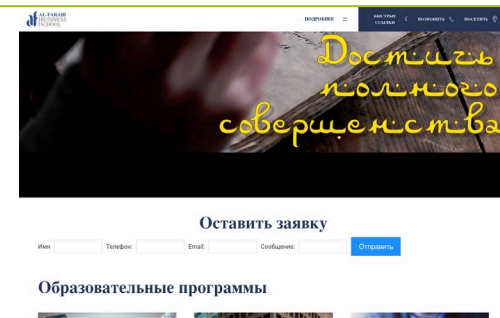 AL-FARABI
BUSINESS
SCHOOL
ПОДРОБНЕЕ
БЫСТРЫЕ
ССЫЛКИ
ПОЗВОНИТЬ
ПОСЕТИТЬ
Достичь
полного
совершенства
Оставить заявку
Имя
Телефон:
Email:
Сообщение:
Отправить
Образовательные программы